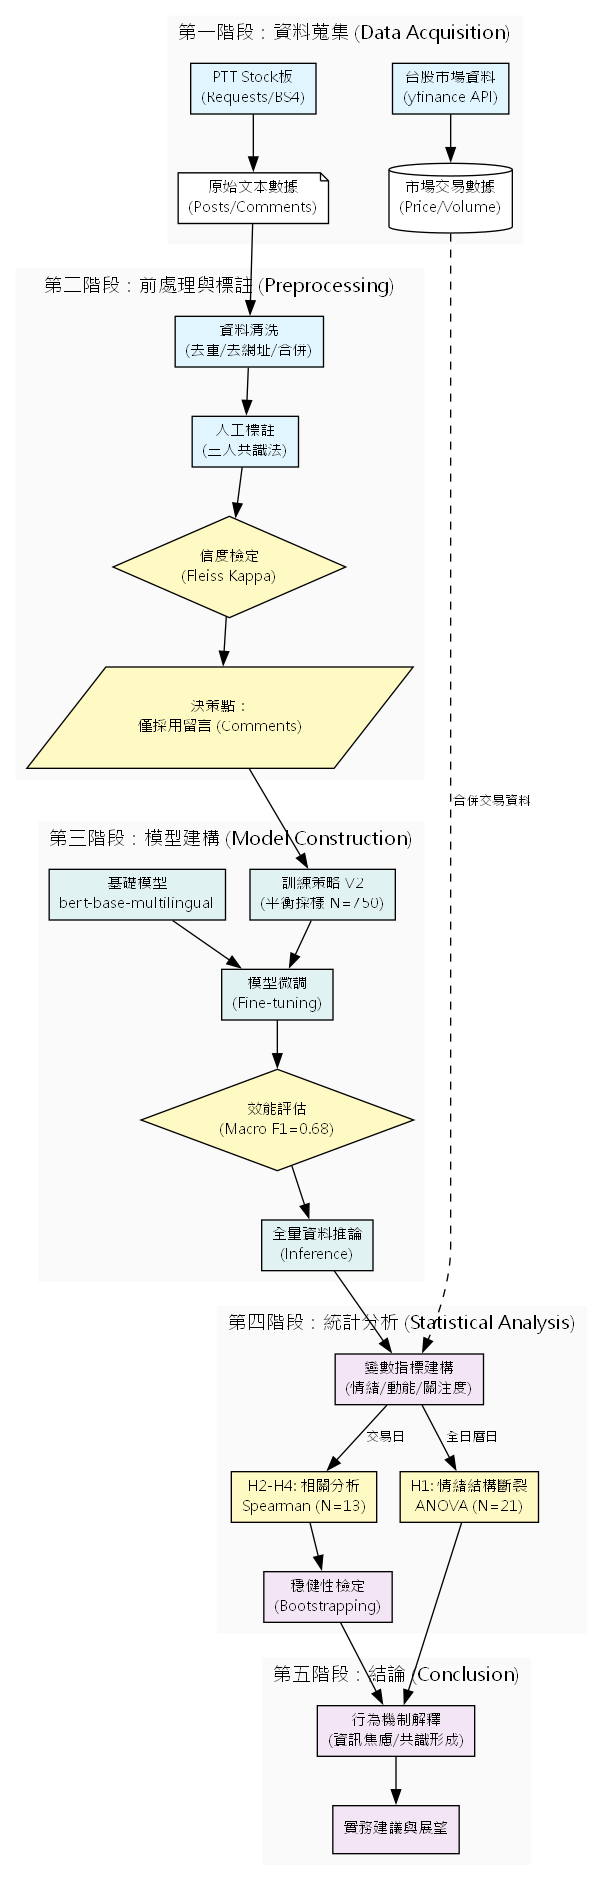 第一階段：資料蒐集 (Data Acquisition)
PTT Stock板
(Requests/BS4)
台股市場資料
(yfinance API)
原始文本數據
(Posts/Comments)
市場交易數據
(Price/Volume)
第二階段：前處理與標註 (Preprocessing)
資料清洗
(去重/去網址/合併)
人工標註
(三人共識法)
信度檢定
(Fleiss Kappa)
決策點：
僅採用留言 (Comments)
合併交易資料
第三階段：模型建構 (Model Construction)
基礎模型
bert-base-multilingual
訓練策略 V2
(平衡採樣 N=750)
模型微調
(Fine-tuning)
效能評估
(Macro F1=0.68)
全量資料推論
(Inference)
第四階段：統計分析 (Statistical Analysis)
變數指標建構
(情緒/動能/關注度)
交易日
全日曆日
H2-H4: 相關分析
Spearman (N=13)
H1: 情緒結構斷裂
ANOVA (N=21)
穩健性檢定
(Bootstrapping)
第五階段：結論 (Conclusion)
行為機制解釋
(資訊焦慮/共識形成)
實務建議與展望